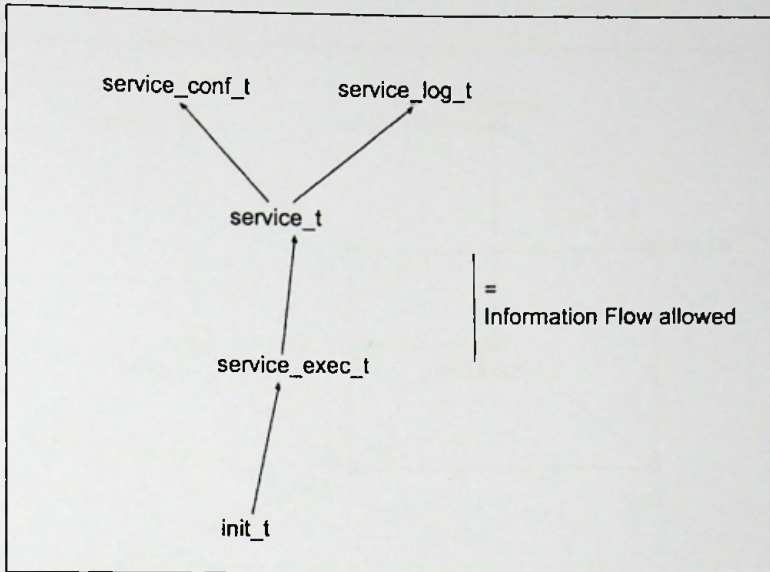 service_conf_t
service_log_t
service_t
=
Information Flow allowed
service_exec_t
init_t